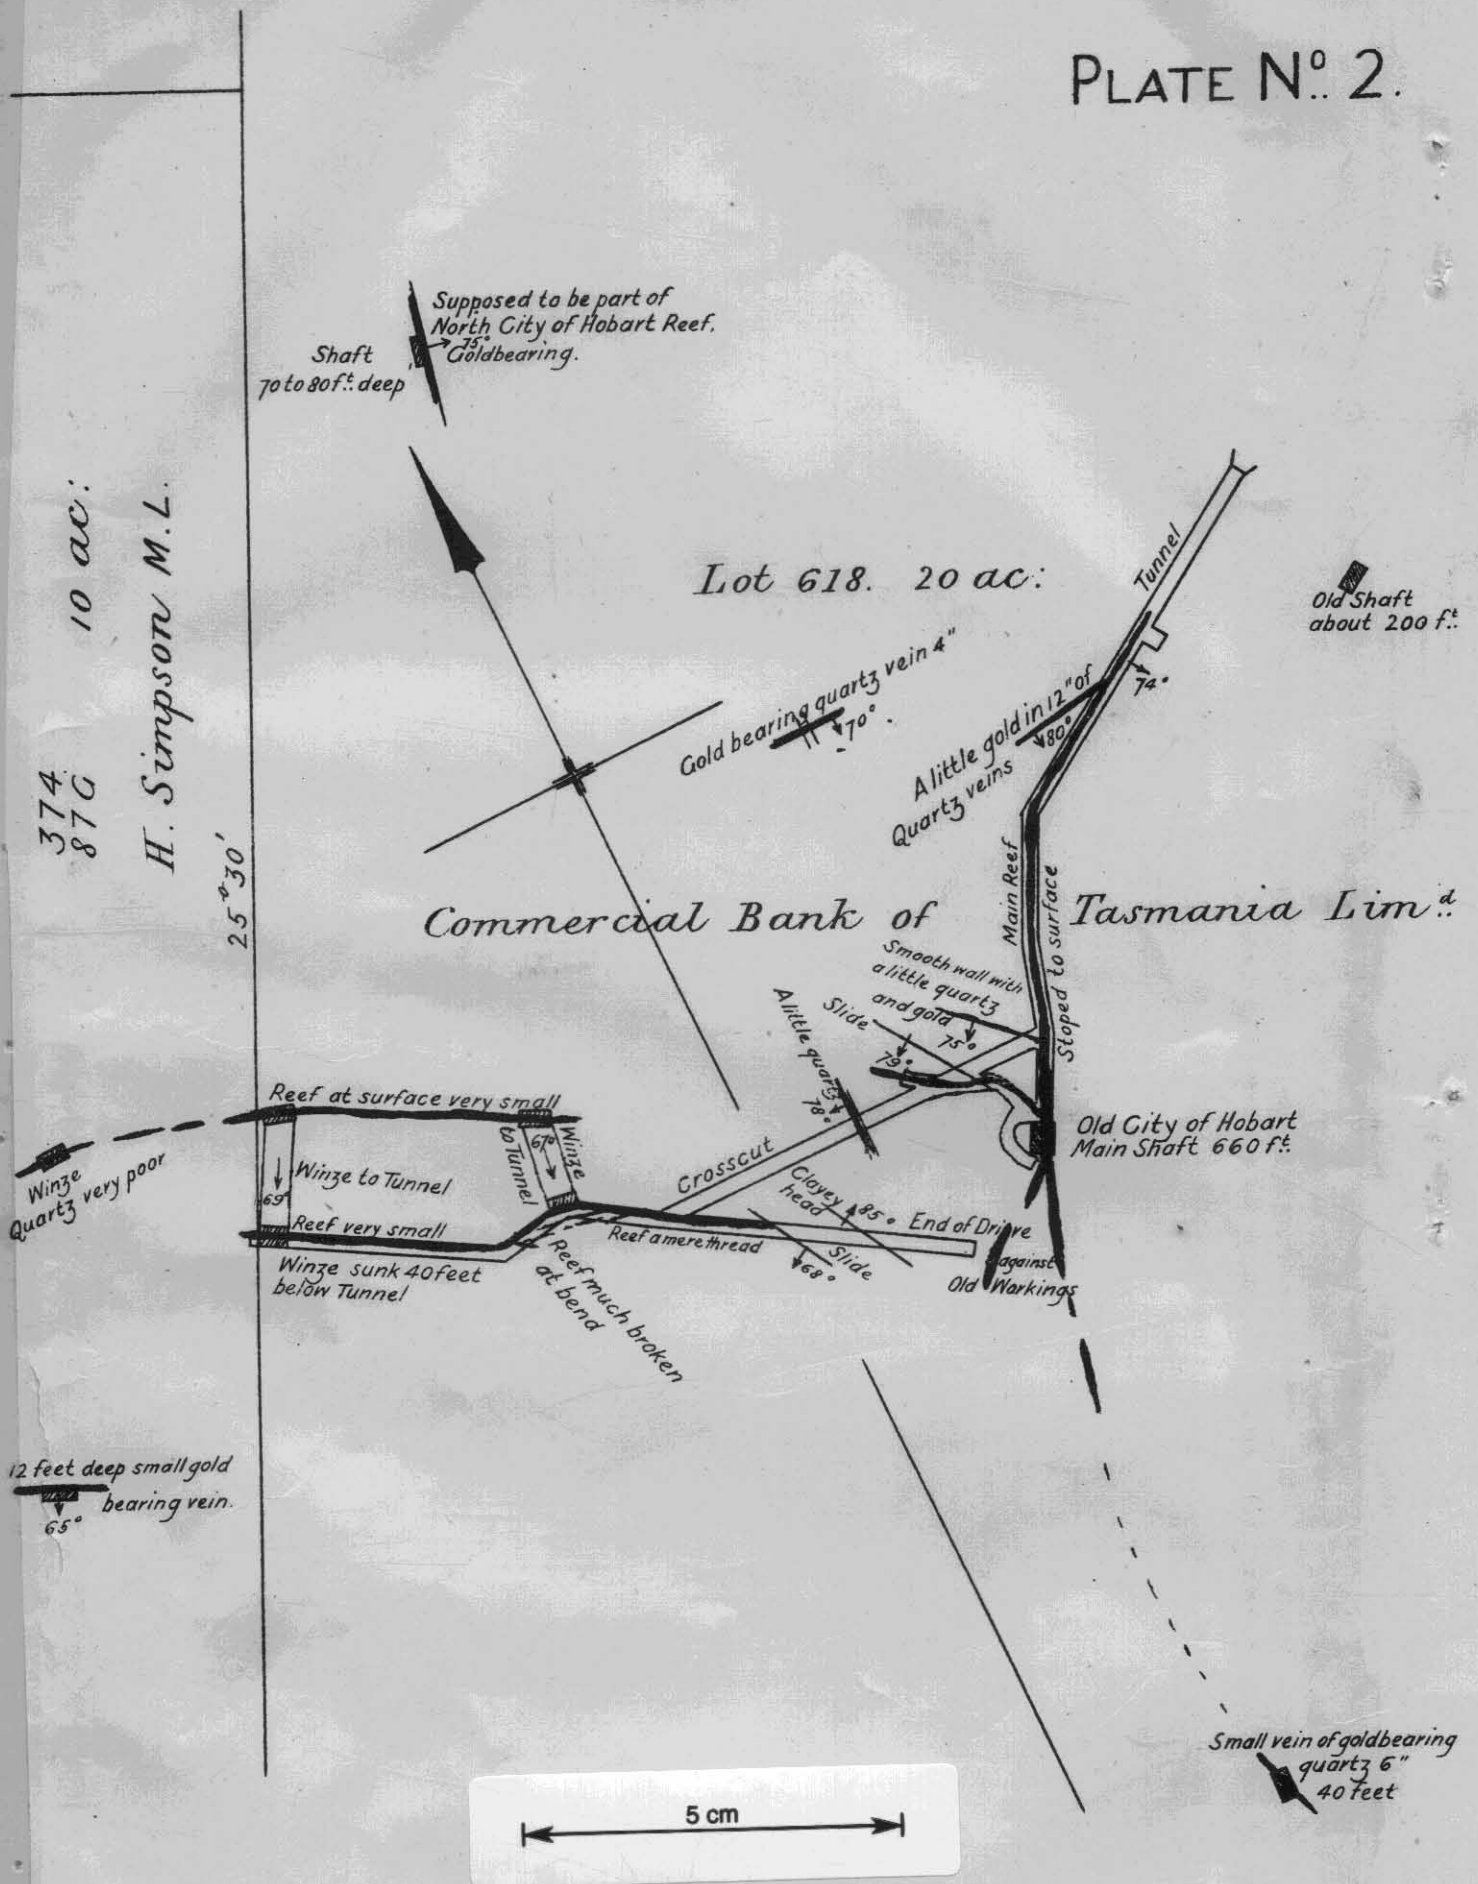 PLATE Nº. 2.
Supposed to be part of
North City of Hobart Reef.
75°
Goldbearing.
Shaft
70 to 80 ft. deep
10 ac:
H. Simpson M.L.
374
87G
25° 30'
Lot 618. 20 ac:
Tunnel
Old Shaft
about 200 ft.
74°
Gold bearing quartz vein 4"
70°
A little gold in 12" of
Quartz veins
80°
Main Reef
Stoped to surface
Commercial Bank of Tasmania Limd.
Smooth wall with
a little quartz
and gold
75°
Slide
79°
A little quartz
78°
Old City of Hobart
Main Shaft 660 ft.
Reef at surface very small
Winze
to Tunnel
67°
Winze to Tunnel
69°
Winze
Quartz very poor
Crosscut
Clayey
head
85°
End of Drive
against
Old Workings
Reef very small
Reef a mere thread
Slide
68°
Winze sunk 40 feet
below Tunnel
Reef much broken
at bend
12 feet deep small gold
bearing vein.
65°
Small vein of goldbearing
quartz 6"
40 feet
5 cm